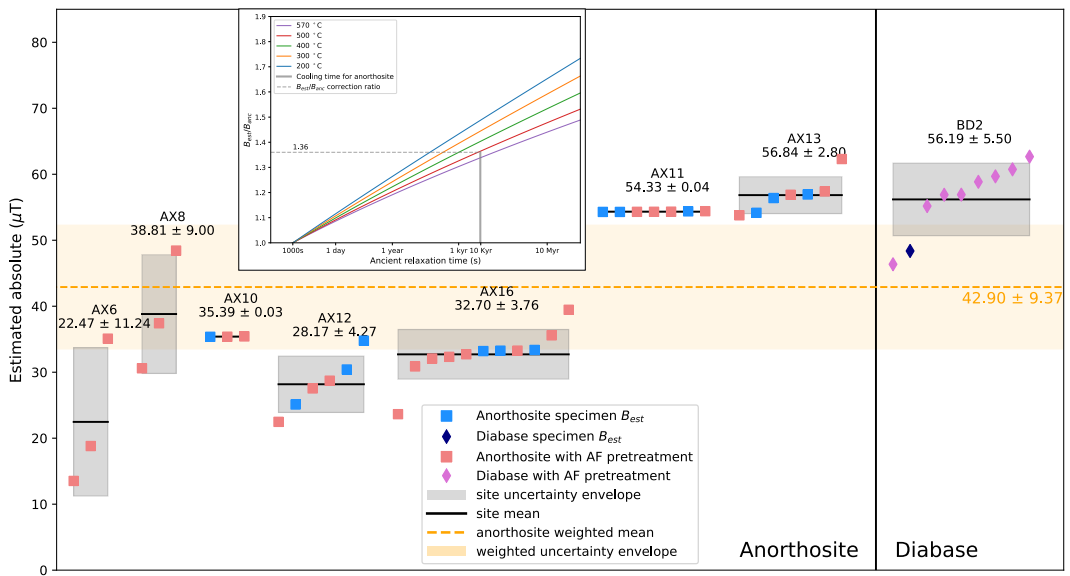 Estimated absolute (μT)
80
70
60
50
40
30
20
10
0
AX6
22.47 ± 11.24
AX8
38.81 ± 9.00
AX10
35.39 ± 0.03
AX12
28.17 ± 4.27
AX16
32.70 ± 3.76
AX11
54.33 ± 0.04
AX13
56.84 ± 2.80
BD2
56.19 ± 5.50
42.90 ± 9.37
B_est/B_anc
1.9
1.8
1.7
1.6
1.5
1.4
1.3
1.2
1.1
1.0
570 °C
500 °C
400 °C
300 °C
200 °C
Cooling time for anorthosite
B_est/B_anc correction ratio
1.36
1000s
1 day
1 year
1 kyr
10 Kyr
10 Myr
Ancient relaxation time (s)
Anorthosite specimen B_est
Diabase specimen B_est
Anorthosite with AF pretreatment
Diabase with AF pretreatment
site uncertainty envelope
site mean
anorthosite weighted mean
weighted uncertainty envelope
Anorthosite
Diabase